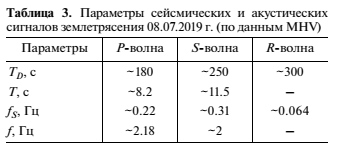 Таблица 3. Параметры сейсмических и акустических
сигналов землетрясения 08.07.2019 г. (по данным MHV)
Параметры P-волна S-волна R-волна
T_D, с ~180 ~250 ~300
T, с ~8.2 ~11.5 –
f_S, Гц ~0.22 ~0.31 ~0.064
f, Гц ~2.18 ~2 –